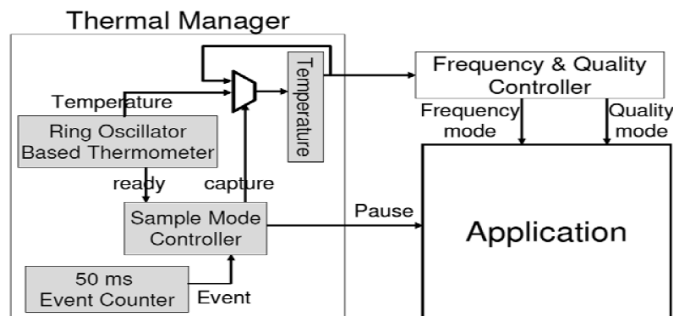 Thermal Manager
Temperature
Frequency & Quality
Controller
Temperature
Frequency
mode
Quality
mode
Ring Oscillator
Based Thermometer
ready
capture
Sample Mode
Controller
Pause
Application
50 ms
Event Counter
Event